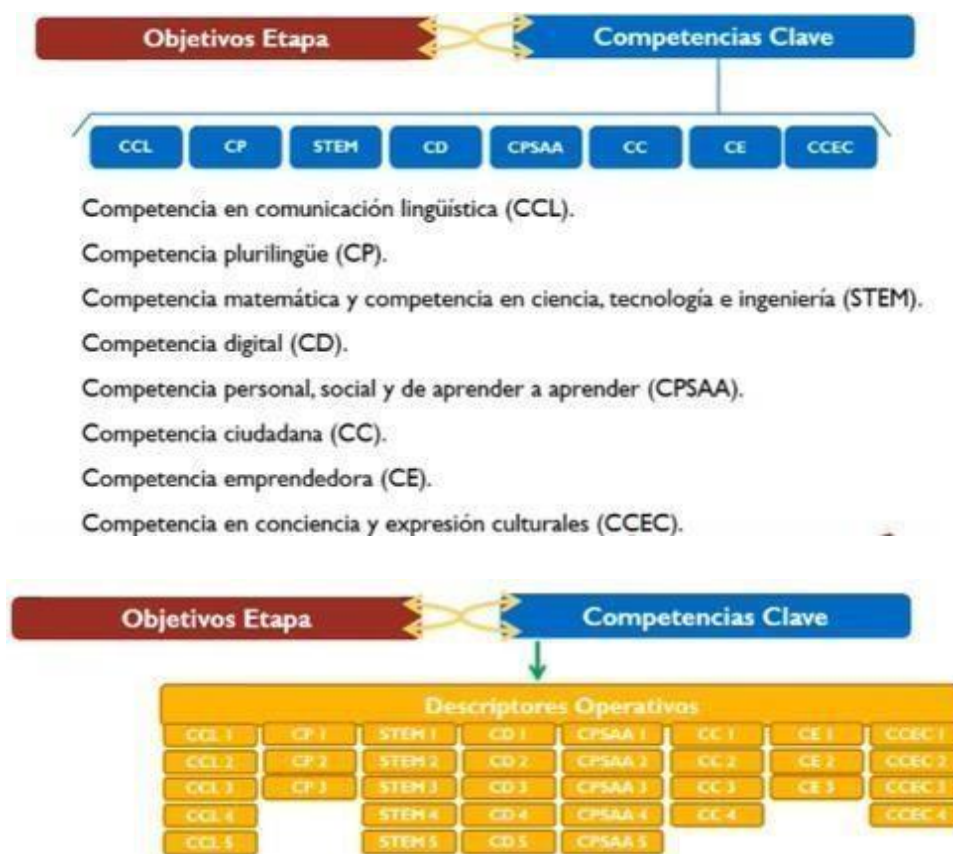 Objetivos Etapa Competencias Clave
CCL CP STEM CD CPSAA CC CE CCEC
Competencia en comunicación lingüística (CCL).
Competencia plurilingüe (CP).
Competencia matemática y competencia en ciencia, tecnología e ingeniería (STEM).
Competencia digital (CD).
Competencia personal, social y de aprender a aprender (CPSAA).
Competencia ciudadana (CC).
Competencia emprendedora (CE).
Competencia en conciencia y expresión culturales (CCEC).
Objetivos Etapa Competencias Clave
Descriptores Operativos
CCL 1 CP 1 STEM 1 CD 1 CPSAA 1 CC 1 CE 1 CCEC 1
CCL 2 CP 2 STEM 2 CD 2 CPSAA 2 CC 2 CE 2 CCEC 2
CCL 3 CP 3 STEM 3 CD 3 CPSAA 3 CC 3 CE 3 CCEC 3
CCL 4 STEM 4 CD 4 CPSAA 4 CC 4 CCEC 4
CCL 5 STEM 5 CD 5 CPSAA 5